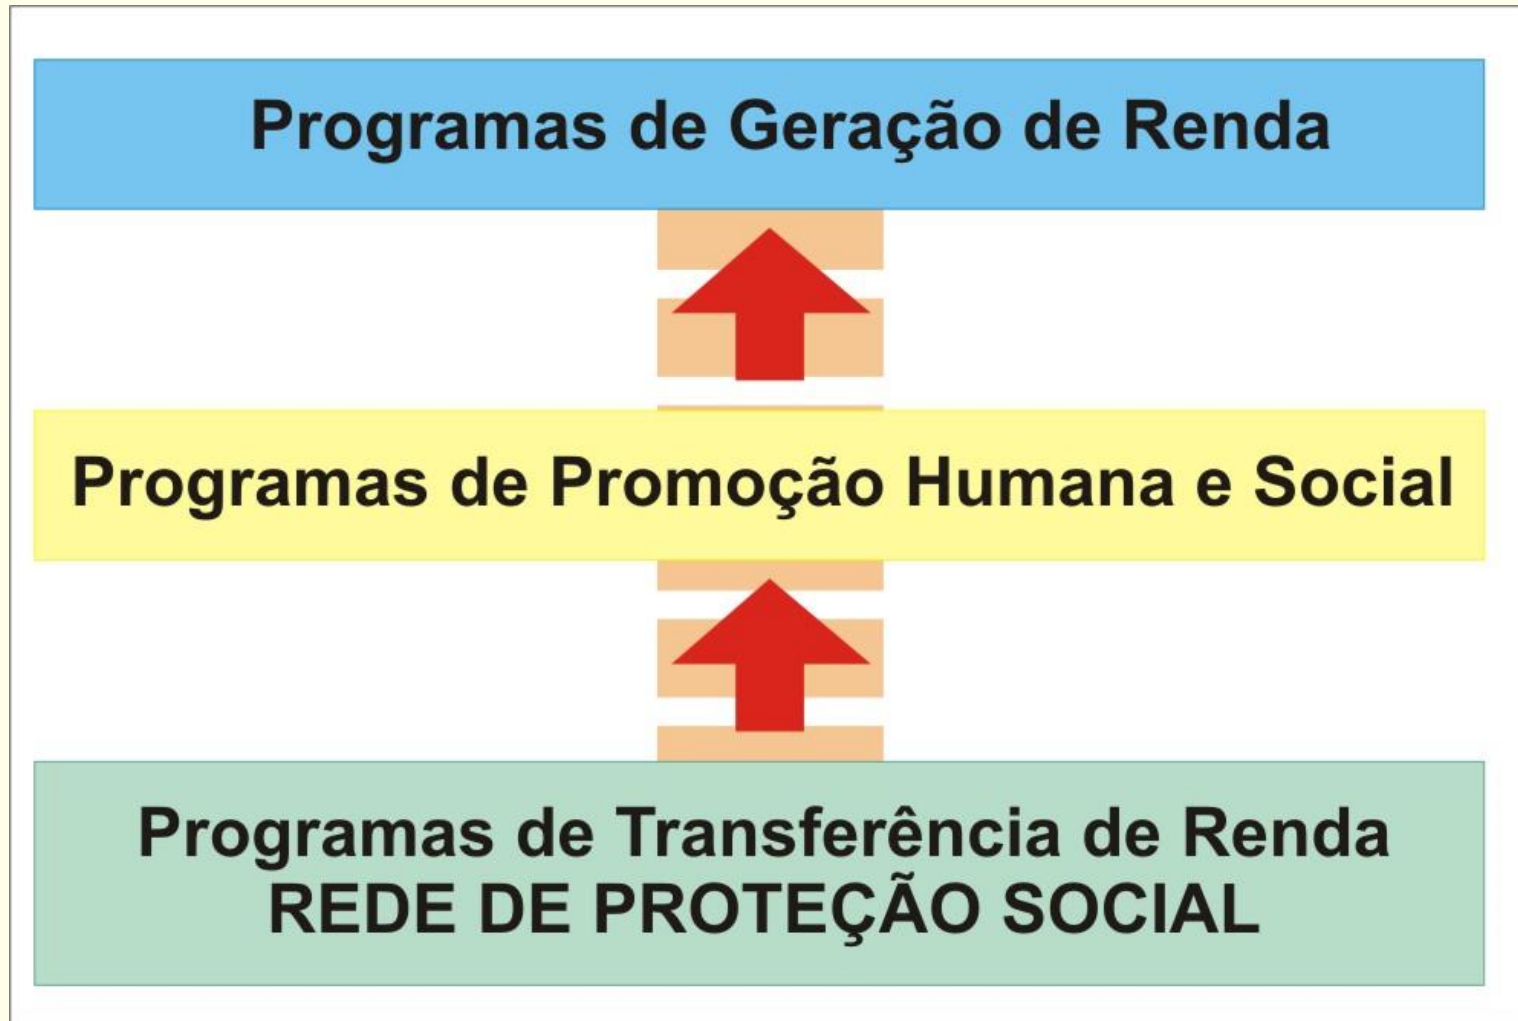 Programas de Geração de Renda
Programas de Promoção Humana e Social
Programas de Transferência de Renda
REDE DE PROTEÇÃO SOCIAL